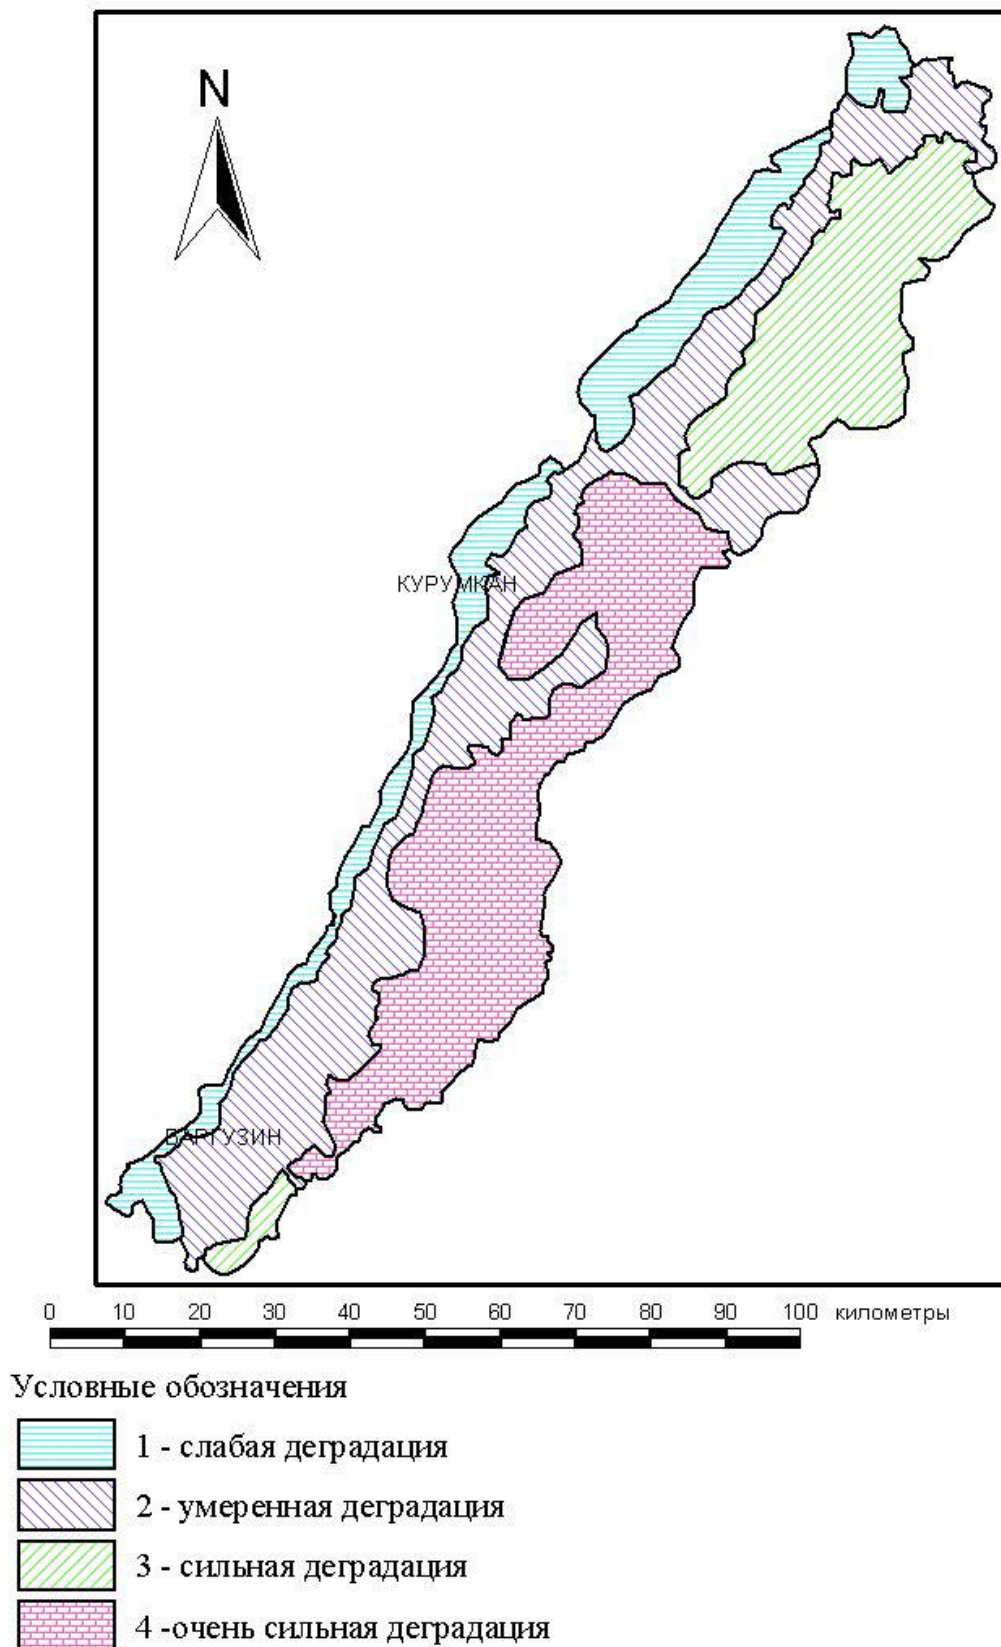 N
КУРУМКАН
БАРГУЗИН
0 10 20 30 40 50 60 70 80 90 100 километры
Условные обозначения
1 - слабая деградация
2 - умеренная деградация
3 - сильная деградация
4 -очень сильная деградация